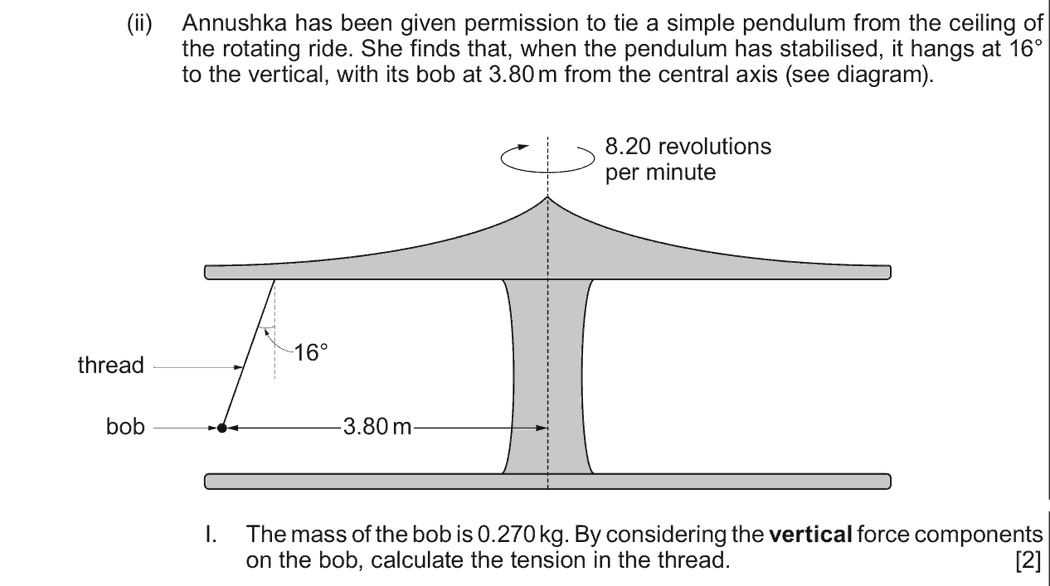 (ii) Annushka has been given permission to tie a simple pendulum from the ceiling of
the rotating ride. She finds that, when the pendulum has stabilised, it hangs at 16°
to the vertical, with its bob at 3.80 m from the central axis (see diagram).
8.20 revolutions
per minute
16°
thread
bob
3.80 m
I. The mass of the bob is 0.270 kg. By considering the vertical force components
on the bob, calculate the tension in the thread. [2]